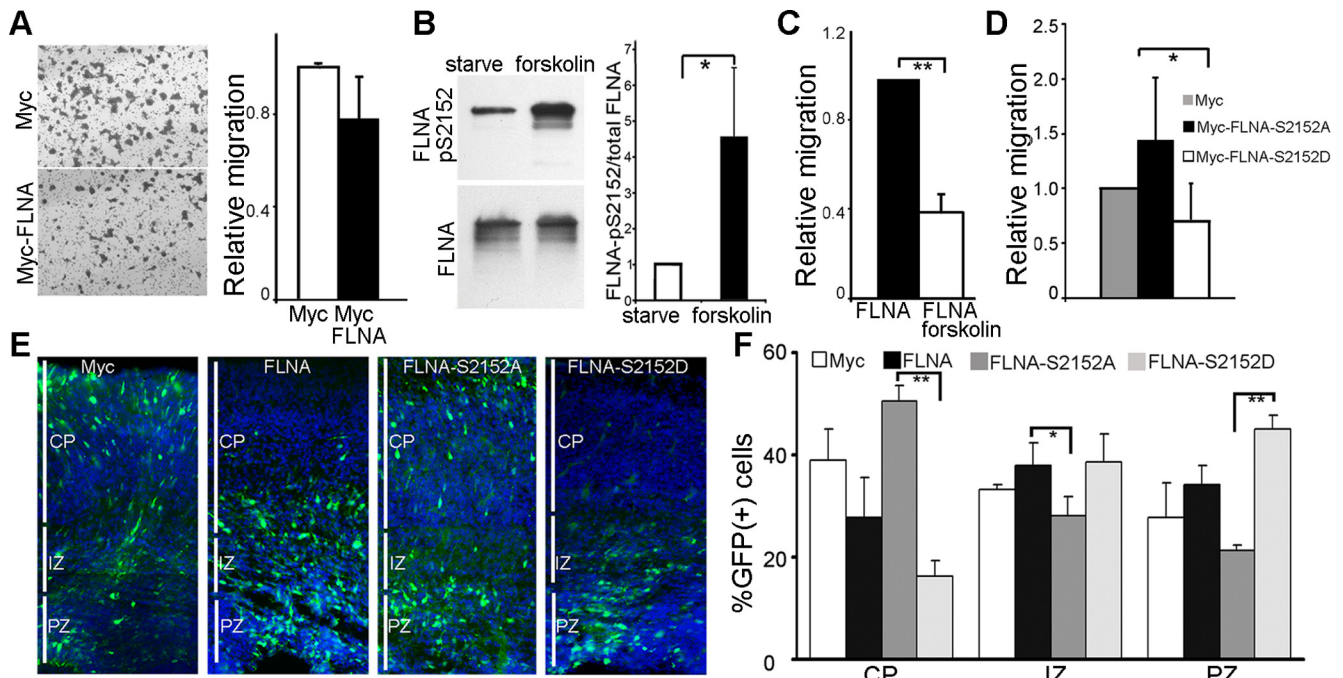 A
Myc
Myc-FLNA
Relative migration
0.8
0.4
0
Myc
Myc
FLNA
B
starve forskolin
FLNA
pS2152
FLNA
FLNA-pS2152/total FLNA
7
6
5
4
3
2
1
0
*
starve forskolin
C
Relative migration
1.2
0.8
0.4
0
**
FLNA
FLNA
forskolin
D
Relative migration
2.5
2.0
1.5
1.0
0.5
0
*
Myc
Myc-FLNA-S2152A
Myc-FLNA-S2152D
E
Myc
CP
IZ
PZ
FLNA
CP
IZ
PZ
FLNA-S2152A
CP
IZ
PZ
FLNA-S2152D
CP
IZ
PZ
F
Myc FLNA FLNA-S2152A FLNA-S2152D
%GFP(+) cells
60
40
20
0
**
*
**
CP IZ PZ